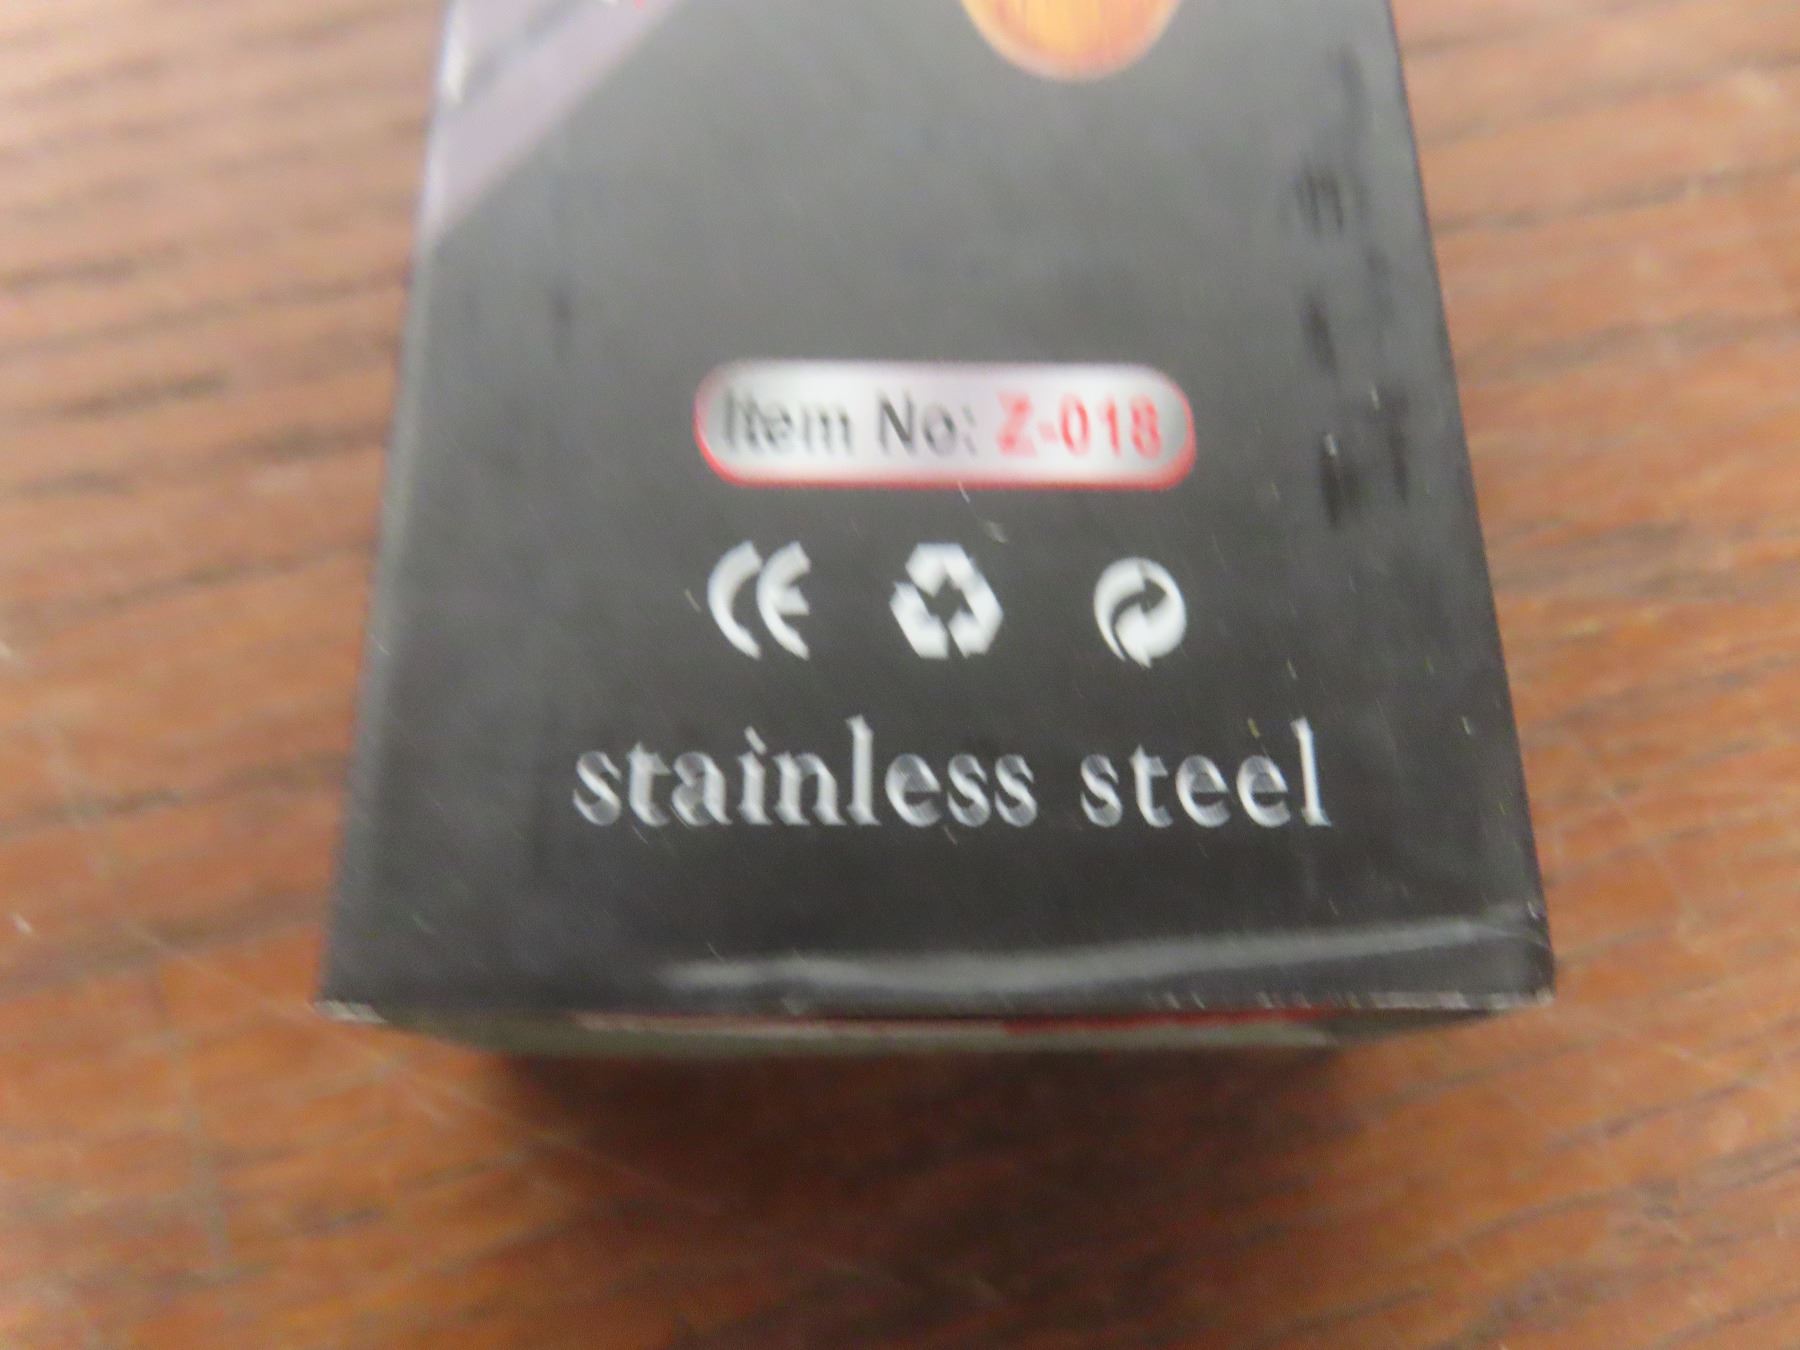 Item No: Z-018
CE
stainless steel